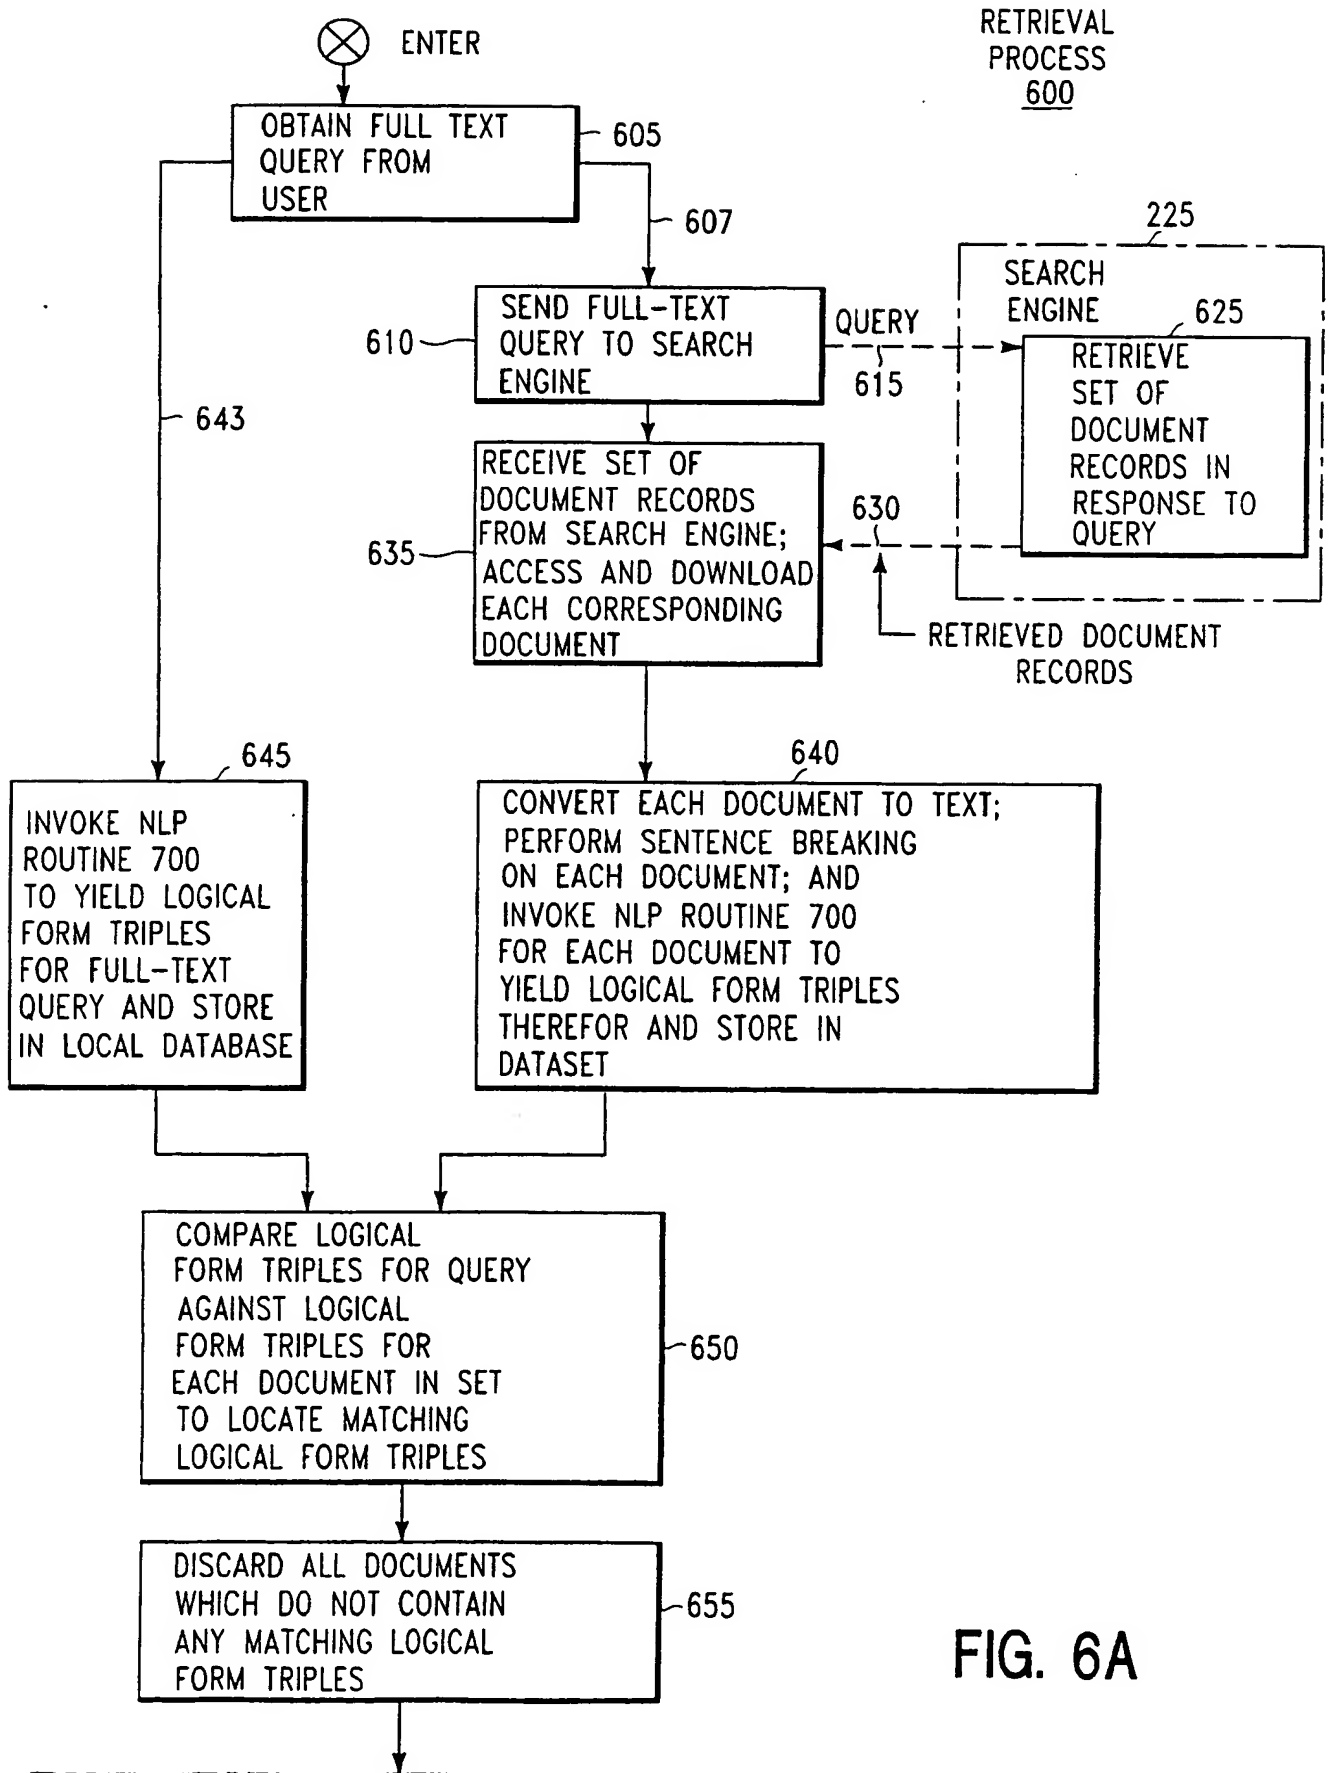 ENTER
RETRIEVAL
PROCESS
600
OBTAIN FULL TEXT
QUERY FROM
USER
605
607
225
SEARCH
ENGINE
SEND FULL-TEXT
QUERY TO SEARCH
ENGINE
610
QUERY
615
625
RETRIEVE
SET OF
DOCUMENT
RECORDS IN
RESPONSE TO
QUERY
643
RECEIVE SET OF
DOCUMENT RECORDS
FROM SEARCH ENGINE;
ACCESS AND DOWNLOAD
EACH CORRESPONDING
DOCUMENT
635
630
RETRIEVED DOCUMENT
RECORDS
645
INVOKE NLP
ROUTINE 700
TO YIELD LOGICAL
FORM TRIPLES
FOR FULL-TEXT
QUERY AND STORE
IN LOCAL DATABASE
640
CONVERT EACH DOCUMENT TO TEXT;
PERFORM SENTENCE BREAKING
ON EACH DOCUMENT; AND
INVOKE NLP ROUTINE 700
FOR EACH DOCUMENT TO
YIELD LOGICAL FORM TRIPLES
THEREFOR AND STORE IN
DATASET
COMPARE LOGICAL
FORM TRIPLES FOR QUERY
AGAINST LOGICAL
FORM TRIPLES FOR
EACH DOCUMENT IN SET
TO LOCATE MATCHING
LOGICAL FORM TRIPLES
650
DISCARD ALL DOCUMENTS
WHICH DO NOT CONTAIN
ANY MATCHING LOGICAL
FORM TRIPLES
655
FIG. 6A